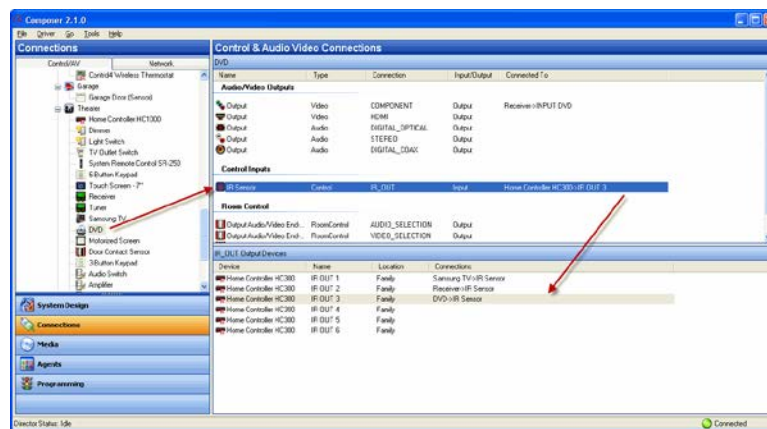 Composer 2.1.0
File Driver Go Tools Help
Connections
Control/AV Network
Control4 Wireless Thermostat
Garage
Garage Door (Sensor)
Theater
Home Controller HC1000
Dimmer
Light Switch
TV Outlet Switch
System Remote Control SR-250
6-Button Keypad
Touch Screen - 7"
Receiver
Tuner
Samsung TV
DVD
Motorized Screen
Door Contact Sensor
3-Button Keypad
Audio Switch
Amplifier
System Design
Connections
Media
Agents
Programming
Control & Audio Video Connections
DVD
Name Type Connection Input/Output Connected To
Audio/Video Outputs
Output Video COMPONENT Output Receiver->INPUT DVD
Output Video HDMI Output
Output Audio DIGITAL_OPTICAL Output
Output Audio STEREO Output
Output Audio DIGITAL_COAX Output
Control Inputs
IR Sensor Control IR_OUT Input Home Controller HC300->IR OUT 3
Room Control
Output Audio/Video End... RoomControl AUDIO_SELECTION Output
Output Audio/Video End... RoomControl VIDEO_SELECTION Output
IR_OUT Output Devices
Device Name Location Connections
Home Controller HC300 IR OUT 1 Family Samsung TV->IR Sensor
Home Controller HC300 IR OUT 2 Family Receiver->IR Sensor
Home Controller HC300 IR OUT 3 Family DVD->IR Sensor
Home Controller HC300 IR OUT 4 Family
Home Controller HC300 IR OUT 5 Family
Home Controller HC300 IR OUT 6 Family
Director Status: Idle
Connected